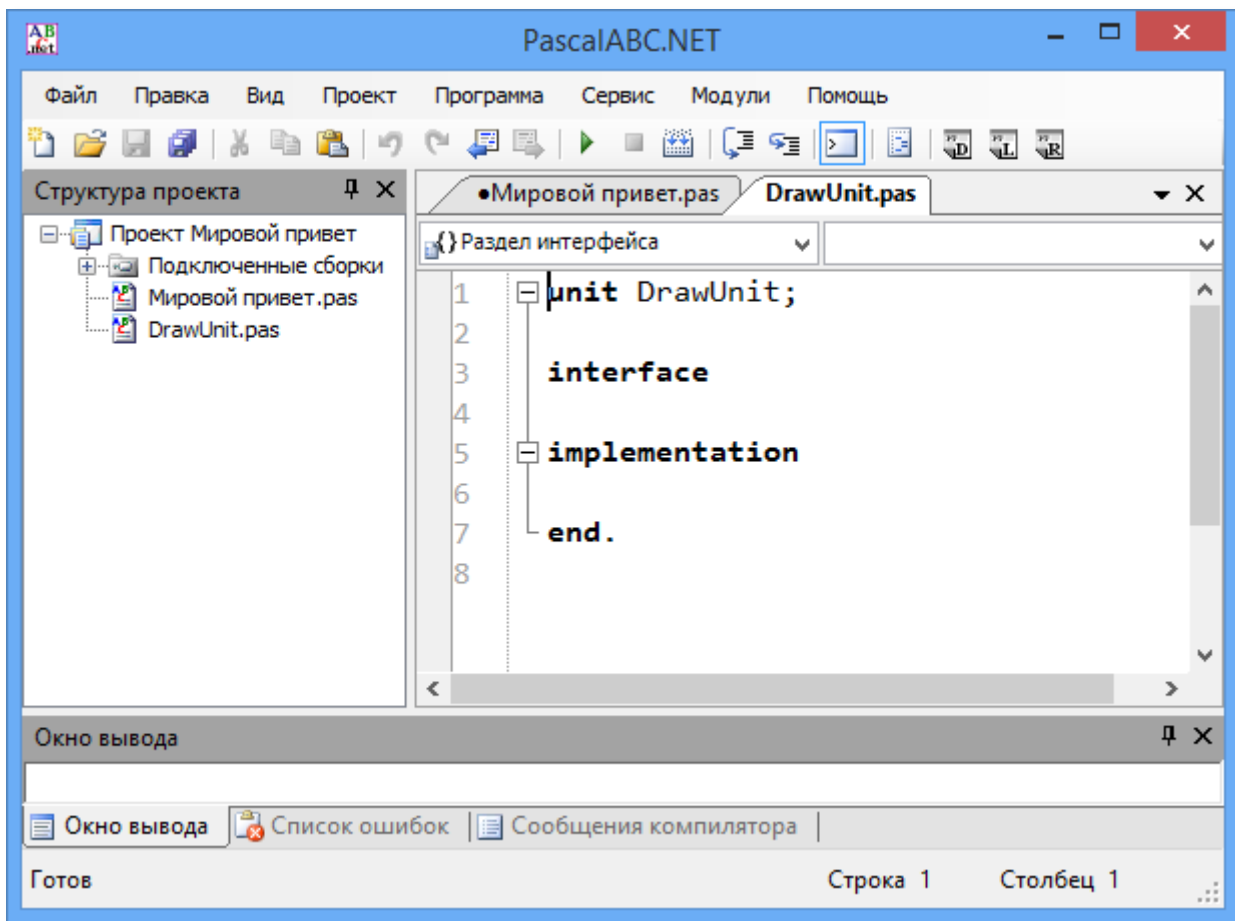 PascalABC.NET
Файл Правка Вид Проект Программа Сервис Модули Помощь
Структура проекта
Проект Мировой привет
Подключенные сборки
Мировой привет.pas
DrawUnit.pas
•Мировой привет.pas DrawUnit.pas
{} Раздел интерфейса
1 unit DrawUnit;
2
3 interface
4
5 implementation
6
7 end.
8
Окно вывода
Окно вывода Список ошибок Сообщения компилятора
Готов Строка 1 Столбец 1